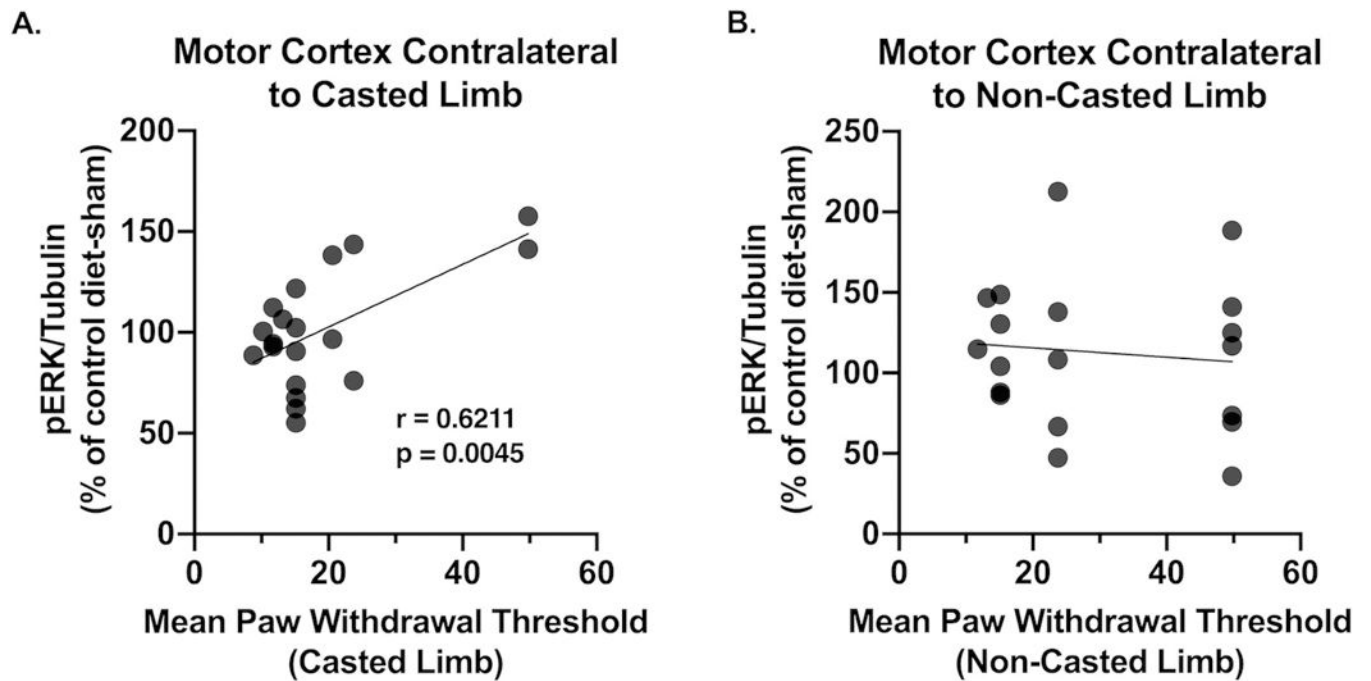 A.
Motor Cortex Contralateral
to Casted Limb
pERK/Tubulin
(% of control diet-sham)
200
150
100
50
0
r = 0.6211
p = 0.0045
0 20 40 60
Mean Paw Withdrawal Threshold
(Casted Limb)
B.
Motor Cortex Contralateral
to Non-Casted Limb
pERK/Tubulin
(% of control diet-sham)
250
200
150
100
50
0
0 20 40 60
Mean Paw Withdrawal Threshold
(Non-Casted Limb)